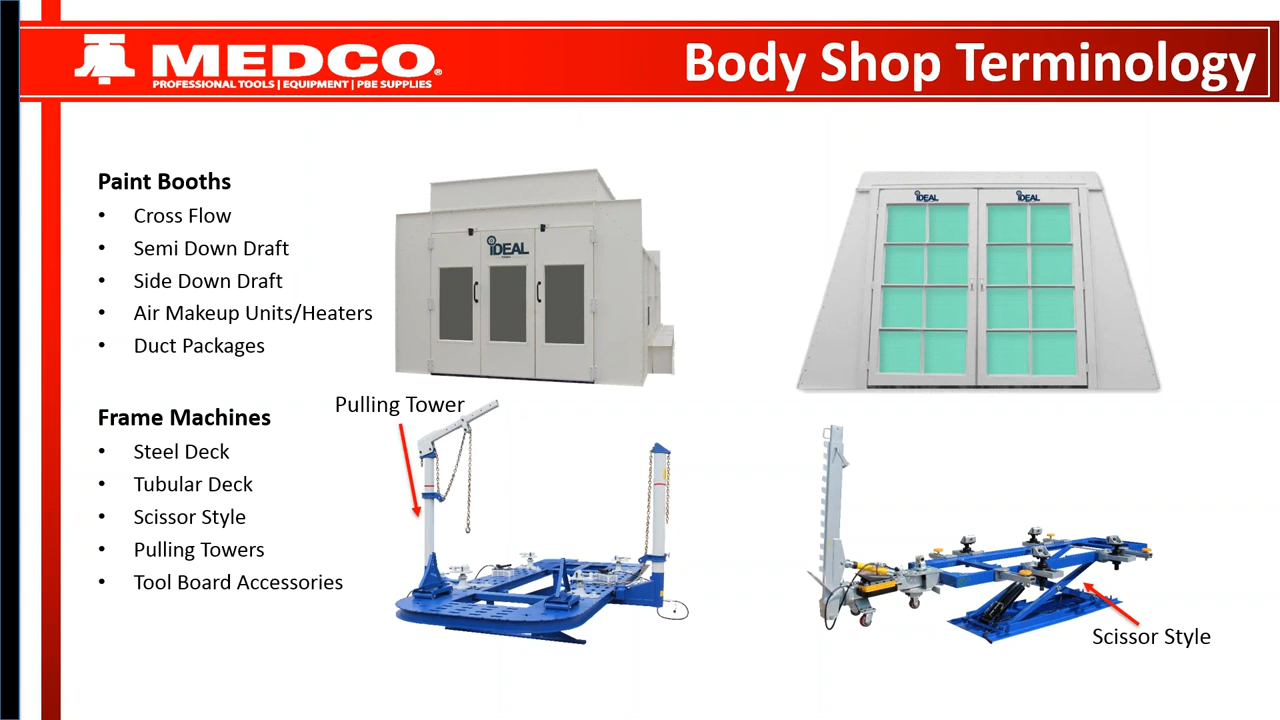 MEDCO®
PROFESSIONAL TOOLS | EQUIPMENT | PBE SUPPLIES
Body Shop Terminology
Paint Booths
• Cross Flow
• Semi Down Draft
• Side Down Draft
• Air Makeup Units/Heaters
• Duct Packages
iDEAL
iDEAL
iDEAL
Frame Machines
• Steel Deck
• Tubular Deck
• Scissor Style
• Pulling Towers
• Tool Board Accessories
Pulling Tower
Scissor Style